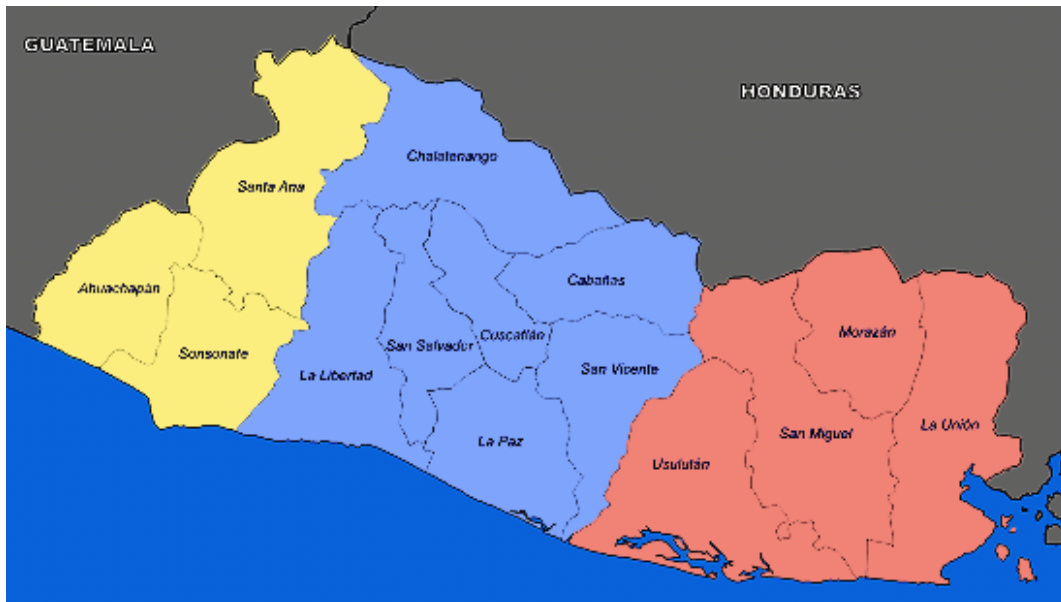 GUATEMALA
HONDURAS
Chalatenango
Santa Ana
Cabañas
Ahuachapán
Morazán
Cuscatlán
San Salvador
Sonsonate
San Vicente
La Libertad
La Unión
San Miguel
La Paz
Usulután